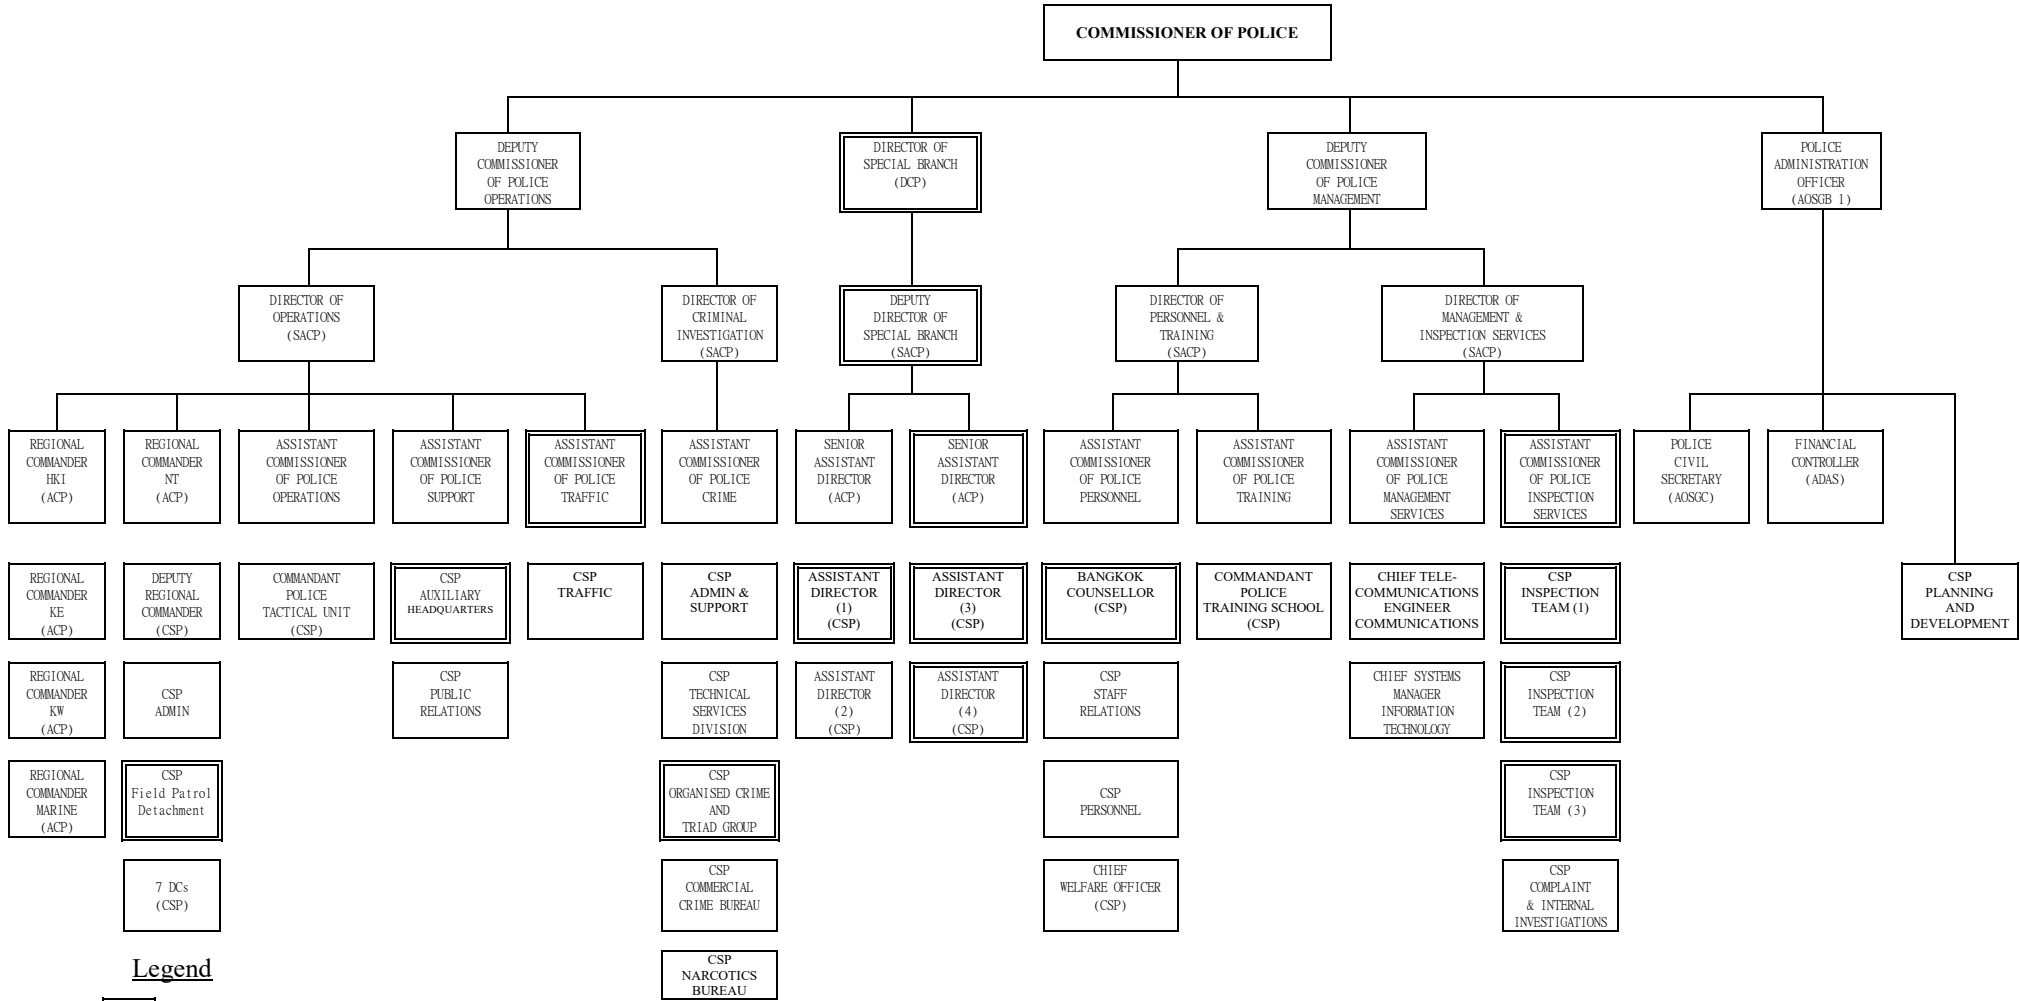 COMMISSIONER OF POLICE
DEPUTY
COMMISSIONER
OF POLICE
OPERATIONS
DIRECTOR OF
SPECIAL BRANCH
(DCP)
DEPUTY
COMMISSIONER
OF POLICE
MANAGEMENT
POLICE
ADMINISTRATION
OFFICER
(AOSGB 1)
DIRECTOR OF
OPERATIONS
(SACP)
DIRECTOR OF
CRIMINAL
INVESTIGATION
(SACP)
DEPUTY
DIRECTOR OF
SPECIAL BRANCH
(SACP)
DIRECTOR OF
PERSONNEL &
TRAINING
(SACP)
DIRECTOR OF
MANAGEMENT &
INSPECTION SERVICES
(SACP)
REGIONAL
COMMANDER
HKI
(ACP)
REGIONAL
COMMANDER
NT
(ACP)
ASSISTANT
COMMISSIONER
OF POLICE
OPERATIONS
ASSISTANT
COMMISSIONER
OF POLICE
SUPPORT
ASSISTANT
COMMISSIONER
OF POLICE
TRAFFIC
ASSISTANT
COMMISSIONER
OF POLICE
CRIME
SENIOR
ASSISTANT
DIRECTOR
(ACP)
SENIOR
ASSISTANT
DIRECTOR
(ACP)
ASSISTANT
COMMISSIONER
OF POLICE
PERSONNEL
ASSISTANT
COMMISSIONER
OF POLICE
TRAINING
ASSISTANT
COMMISSIONER
OF POLICE
MANAGEMENT
SERVICES
ASSISTANT
COMMISSIONER
OF POLICE
INSPECTION
SERVICES
POLICE
CIVIL
SECRETARY
(AOSGC)
FINANCIAL
CONTROLLER
(ADAS)
REGIONAL
COMMANDER
KE
(ACP)
DEPUTY
REGIONAL
COMMANDER
(CSP)
COMMANDANT
POLICE
TACTICAL UNIT
(CSP)
CSP
AUXILIARY
HEADQUARTERS
CSP
TRAFFIC
CSP
ADMIN &
SUPPORT
ASSISTANT
DIRECTOR
(1)
(CSP)
ASSISTANT
DIRECTOR
(3)
(CSP)
BANGKOK
COUNSELLOR
(CSP)
COMMANDANT
POLICE
TRAINING SCHOOL
(CSP)
CHIEF TELE-
COMMUNICATIONS
ENGINEER
COMMUNICATIONS
CSP
INSPECTION
TEAM (1)
CSP
PLANNING
AND
DEVELOPMENT
REGIONAL
COMMANDER
KW
(ACP)
CSP
ADMIN
CSP
PUBLIC
RELATIONS
CSP
TECHNICAL
SERVICES
DIVISION
ASSISTANT
DIRECTOR
(2)
(CSP)
ASSISTANT
DIRECTOR
(4)
(CSP)
CSP
STAFF
RELATIONS
CHIEF SYSTEMS
MANAGER
INFORMATION
TECHNOLOGY
CSP
INSPECTION
TEAM (2)
REGIONAL
COMMANDER
MARINE
(ACP)
CSP
Field Patrol
Detachment
CSP
ORGANISED CRIME
AND
TRIAD GROUP
CSP
PERSONNEL
CSP
INSPECTION
TEAM (3)
7 DCs
(CSP)
CSP
COMMERCIAL
CRIME BUREAU
CHIEF
WELFARE OFFICER
(CSP)
CSP
COMPLAINT
& INTERNAL
INVESTIGATIONS
CSP
NARCOTICS
BUREAU
Legend